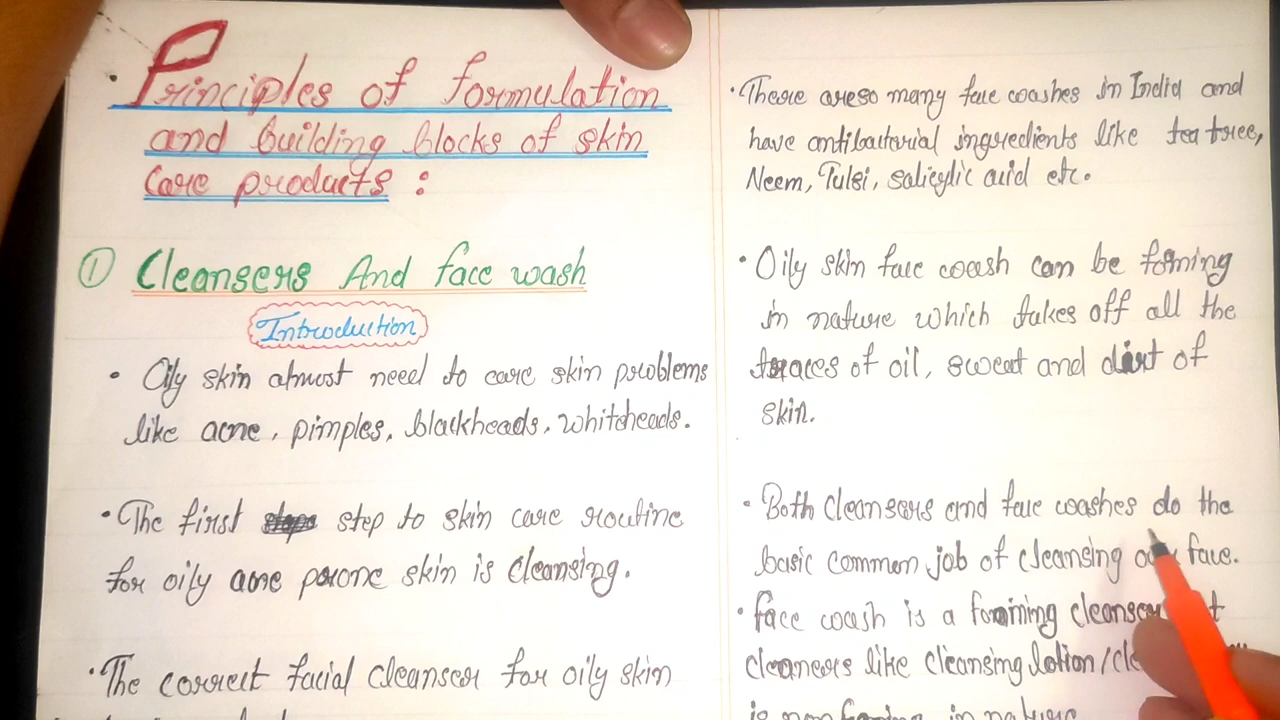 Principles of formulation
and building blocks of skin
care products :
① Cleansers And face wash
Introduction
• Oily skin almost need to care skin problems
like acne, pimples, blackheads, whiteheads.
• The first step to skin care routine
for oily acne prone skin is Cleansing.
• The correct facial cleanser for oily skin
• There are so many face washes in India and
have antibacterial ingredients like tea tree,
Neem, Tulsi, salicylic acid etc.
• Oily skin face wash can be foming
in nature which takes off all the
traces of oil, sweat and dirt of
skin.
• Both Cleansers and face washes do the
basic common job of cleansing face.
• Face wash is a foaming
cleaners like Cleansing lotion/
is non foaming in nature